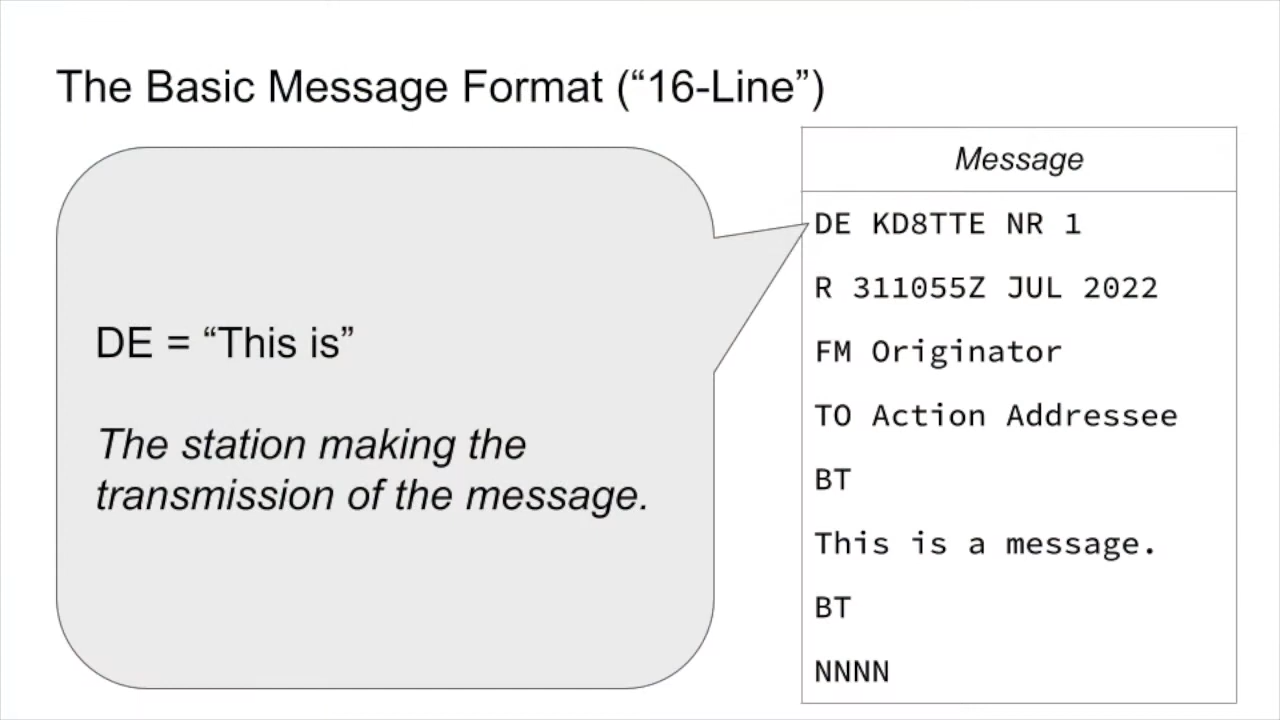 The Basic Message Format (“16-Line”)
DE = “This is”
The station making the
transmission of the message.
Message
DE KD8TTE NR 1
R 311055Z JUL 2022
FM Originator
TO Action Addressee
BT
This is a message.
BT
NNNN